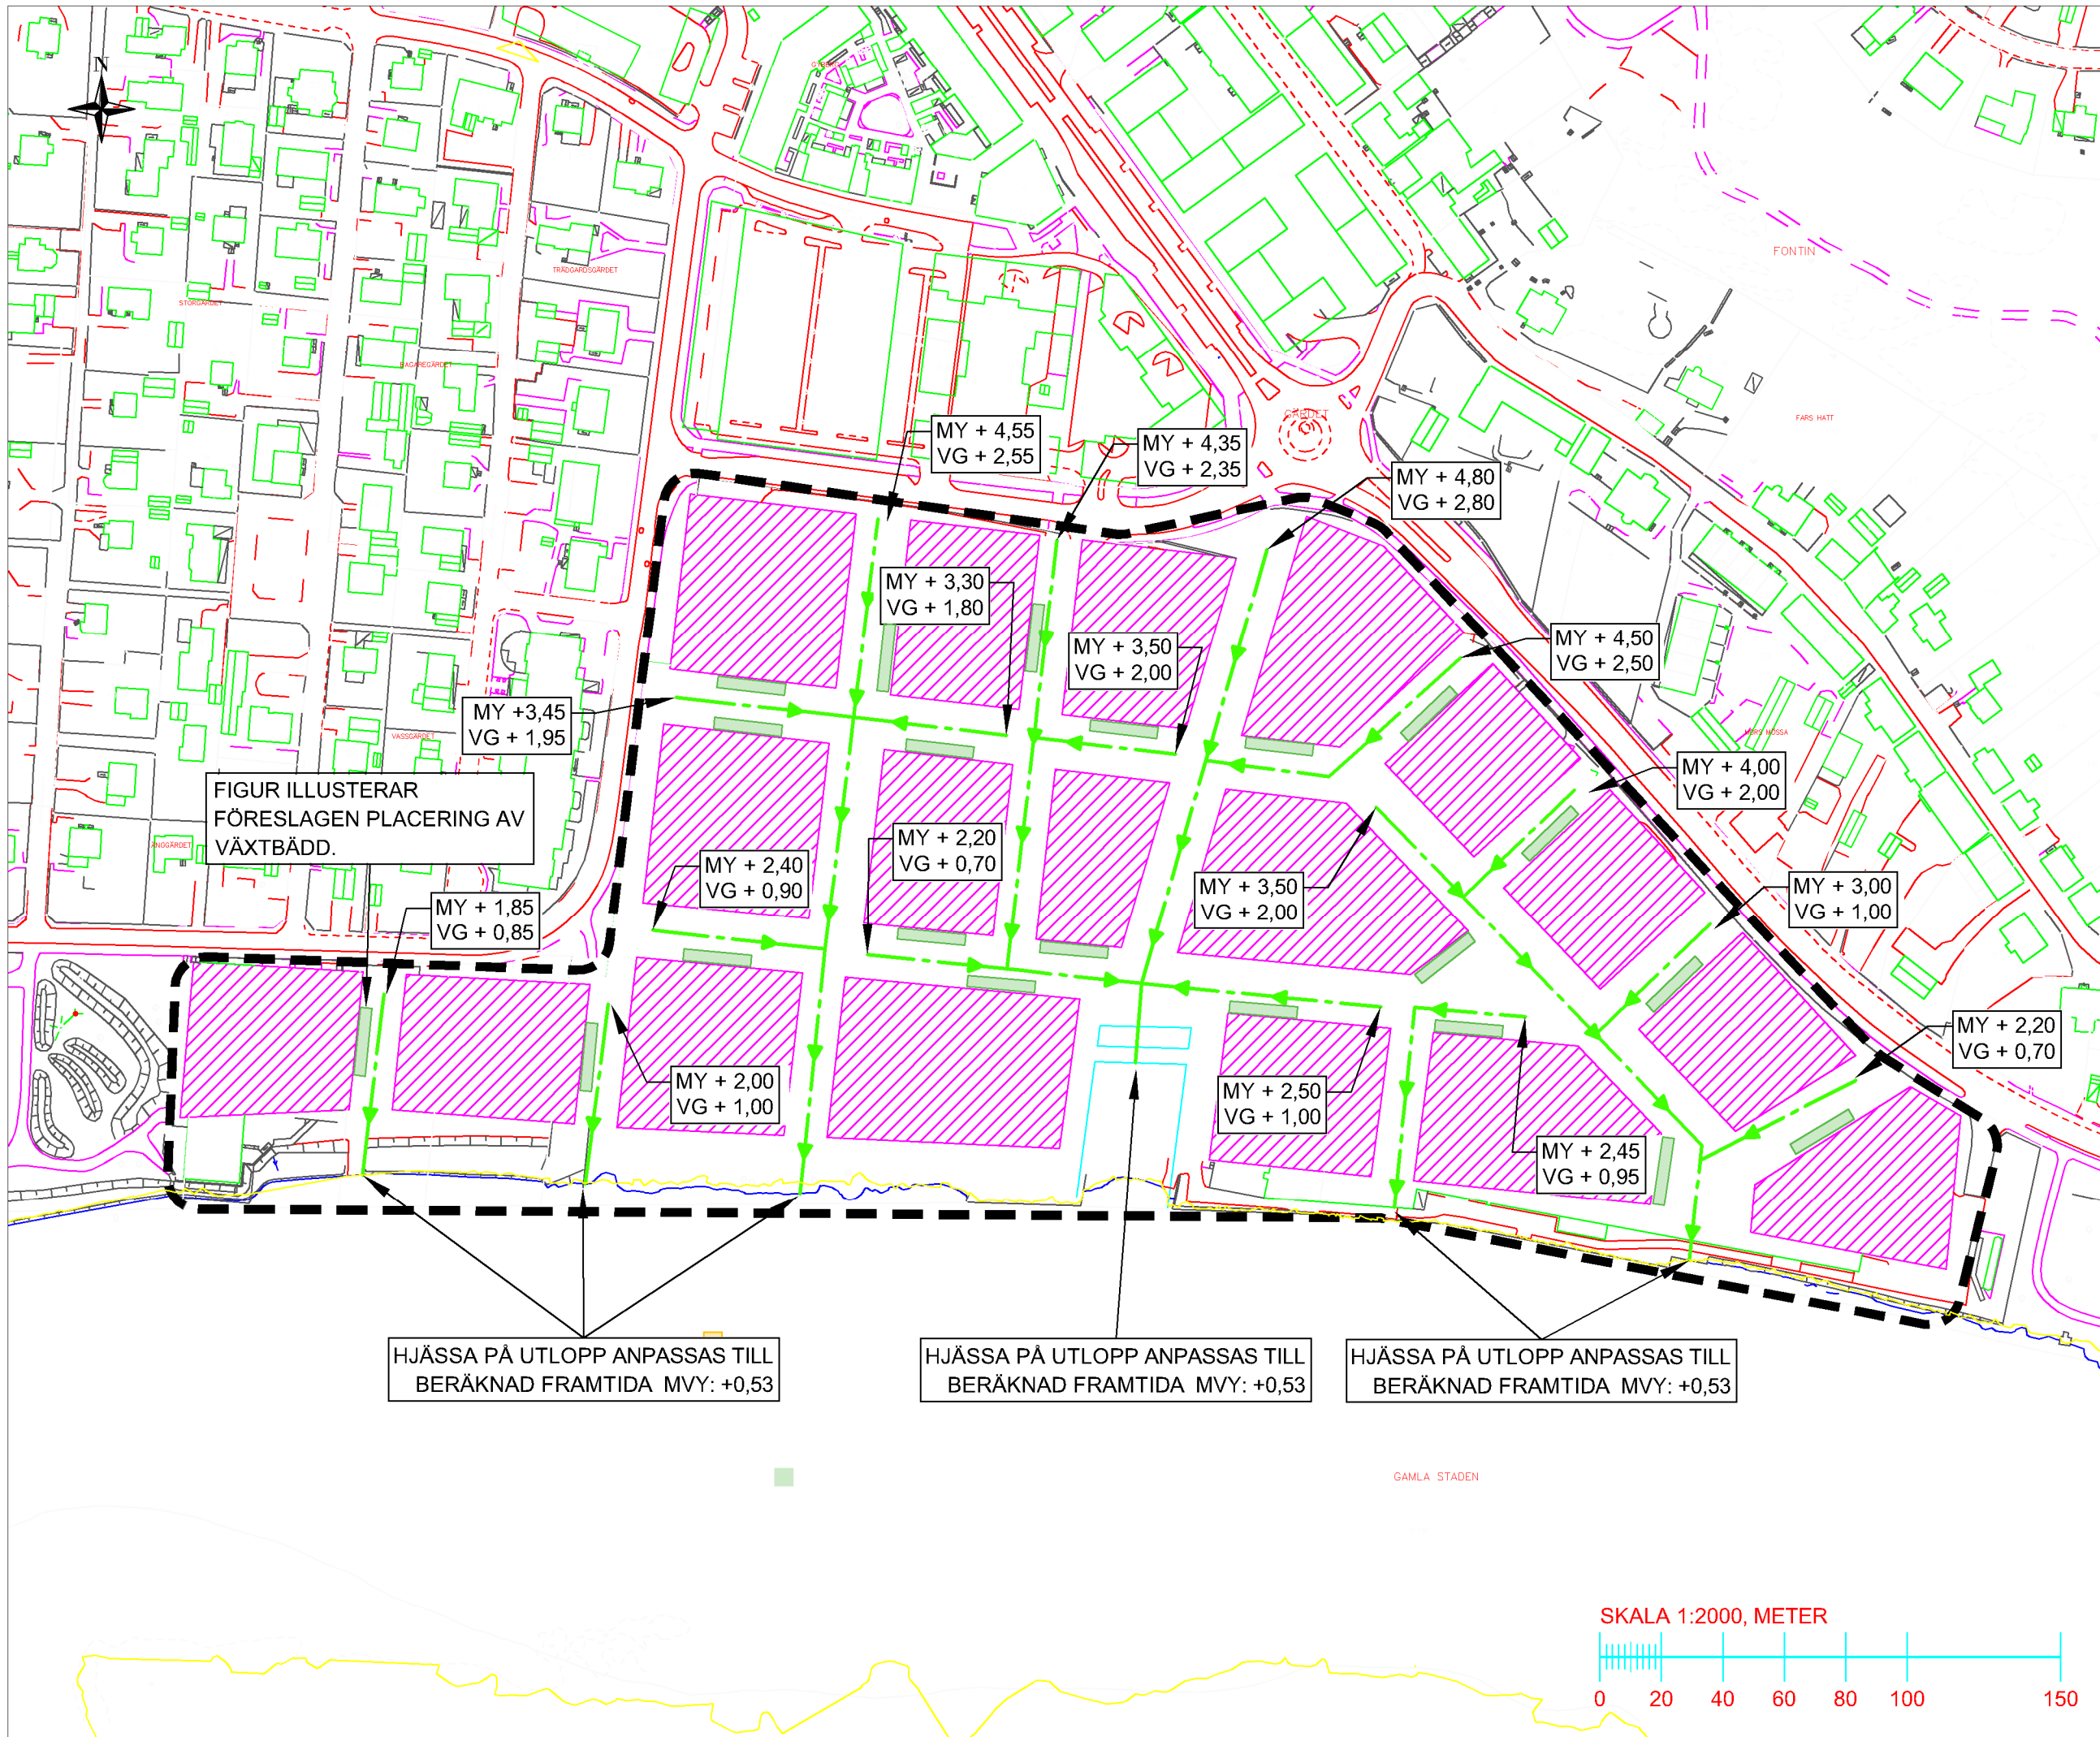 N
GYBERG
TRÄDGARDSGÄRDET
STORGÄRDET
HAGAREGÄRDET
FONTIN
FARS HATT
GÄRDET
MY + 4,55
VG + 2,55
MY + 4,35
VG + 2,35
MY + 4,80
VG + 2,80
MY + 3,30
VG + 1,80
MY + 3,50
VG + 2,00
MY + 4,50
VG + 2,50
MY +3,45
VG + 1,95
VASSGÄRDET
MORS MÖSSA
MY + 4,00
VG + 2,00
FIGUR ILLUSTERAR
FÖRESLAGEN PLACERING AV
VÄXTBÄDD.
ÄNGGÄRDET
MY + 2,20
VG + 0,70
MY + 2,40
VG + 0,90
MY + 3,50
VG + 2,00
MY + 3,00
VG + 1,00
MY + 1,85
VG + 0,85
MY + 2,20
VG + 0,70
MY + 2,00
VG + 1,00
MY + 2,50
VG + 1,00
MY + 2,45
VG + 0,95
HJÄSSA PÅ UTLOPP ANPASSAS TILL
BERÄKNAD FRAMTIDA MVY: +0,53
HJÄSSA PÅ UTLOPP ANPASSAS TILL
BERÄKNAD FRAMTIDA MVY: +0,53
HJÄSSA PÅ UTLOPP ANPASSAS TILL
BERÄKNAD FRAMTIDA MVY: +0,53
GAMLA STADEN
SKALA 1:2000, METER
0 20 40 60 80 100 150